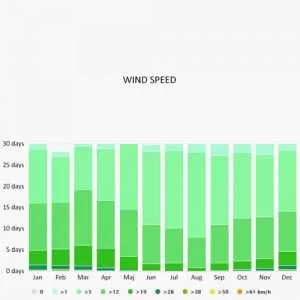 WIND SPEED
30 days
25 days
20 days
15 days
10 days
5 days
0 days
Jan Feb Mar Apr Maj Jun Jul Aug Sep Okt Nov Dec
0 >1 >5 >12 >19 >28 >38 >50 >61 km/h